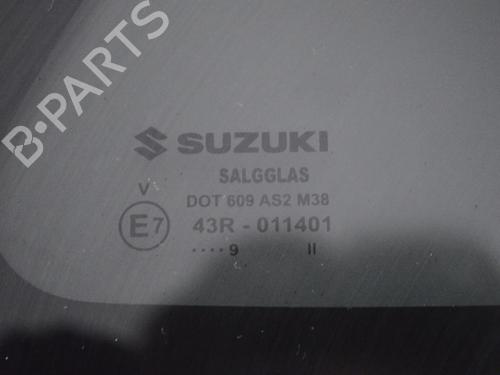 B-PARTS
SUZUKI
SALGGLAS
V
DOT 609 AS2 M38
E7
43R - 011401
....9 II